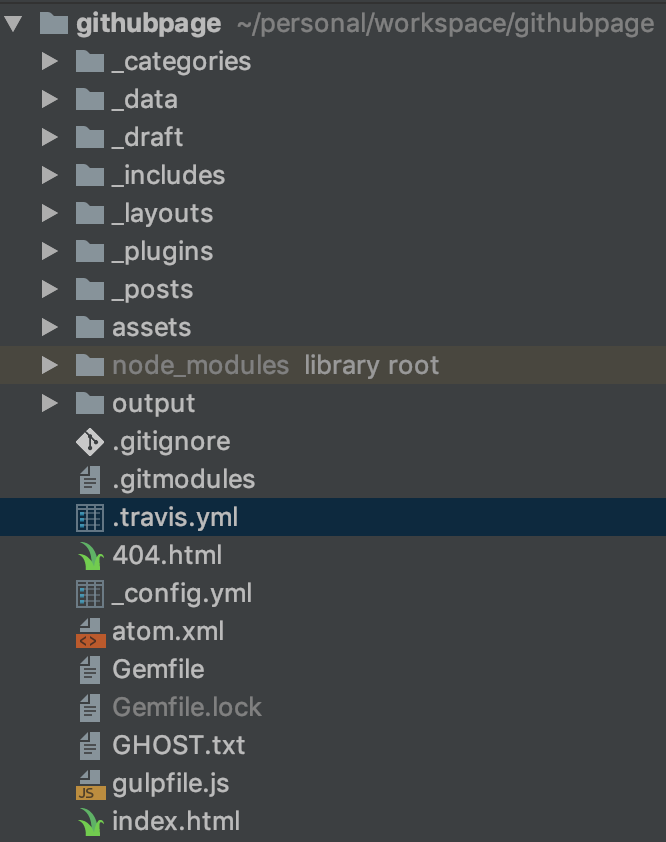 githubpage ~/personal/workspace/githubpage
_categories
_data
_draft
_includes
_layouts
_plugins
_posts
assets
node_modules library root
output
.gitignore
.gitmodules
.travis.yml
404.html
_config.yml
<> atom.xml
Gemfile
Gemfile.lock
GHOST.txt
JS gulpfile.js
index.html